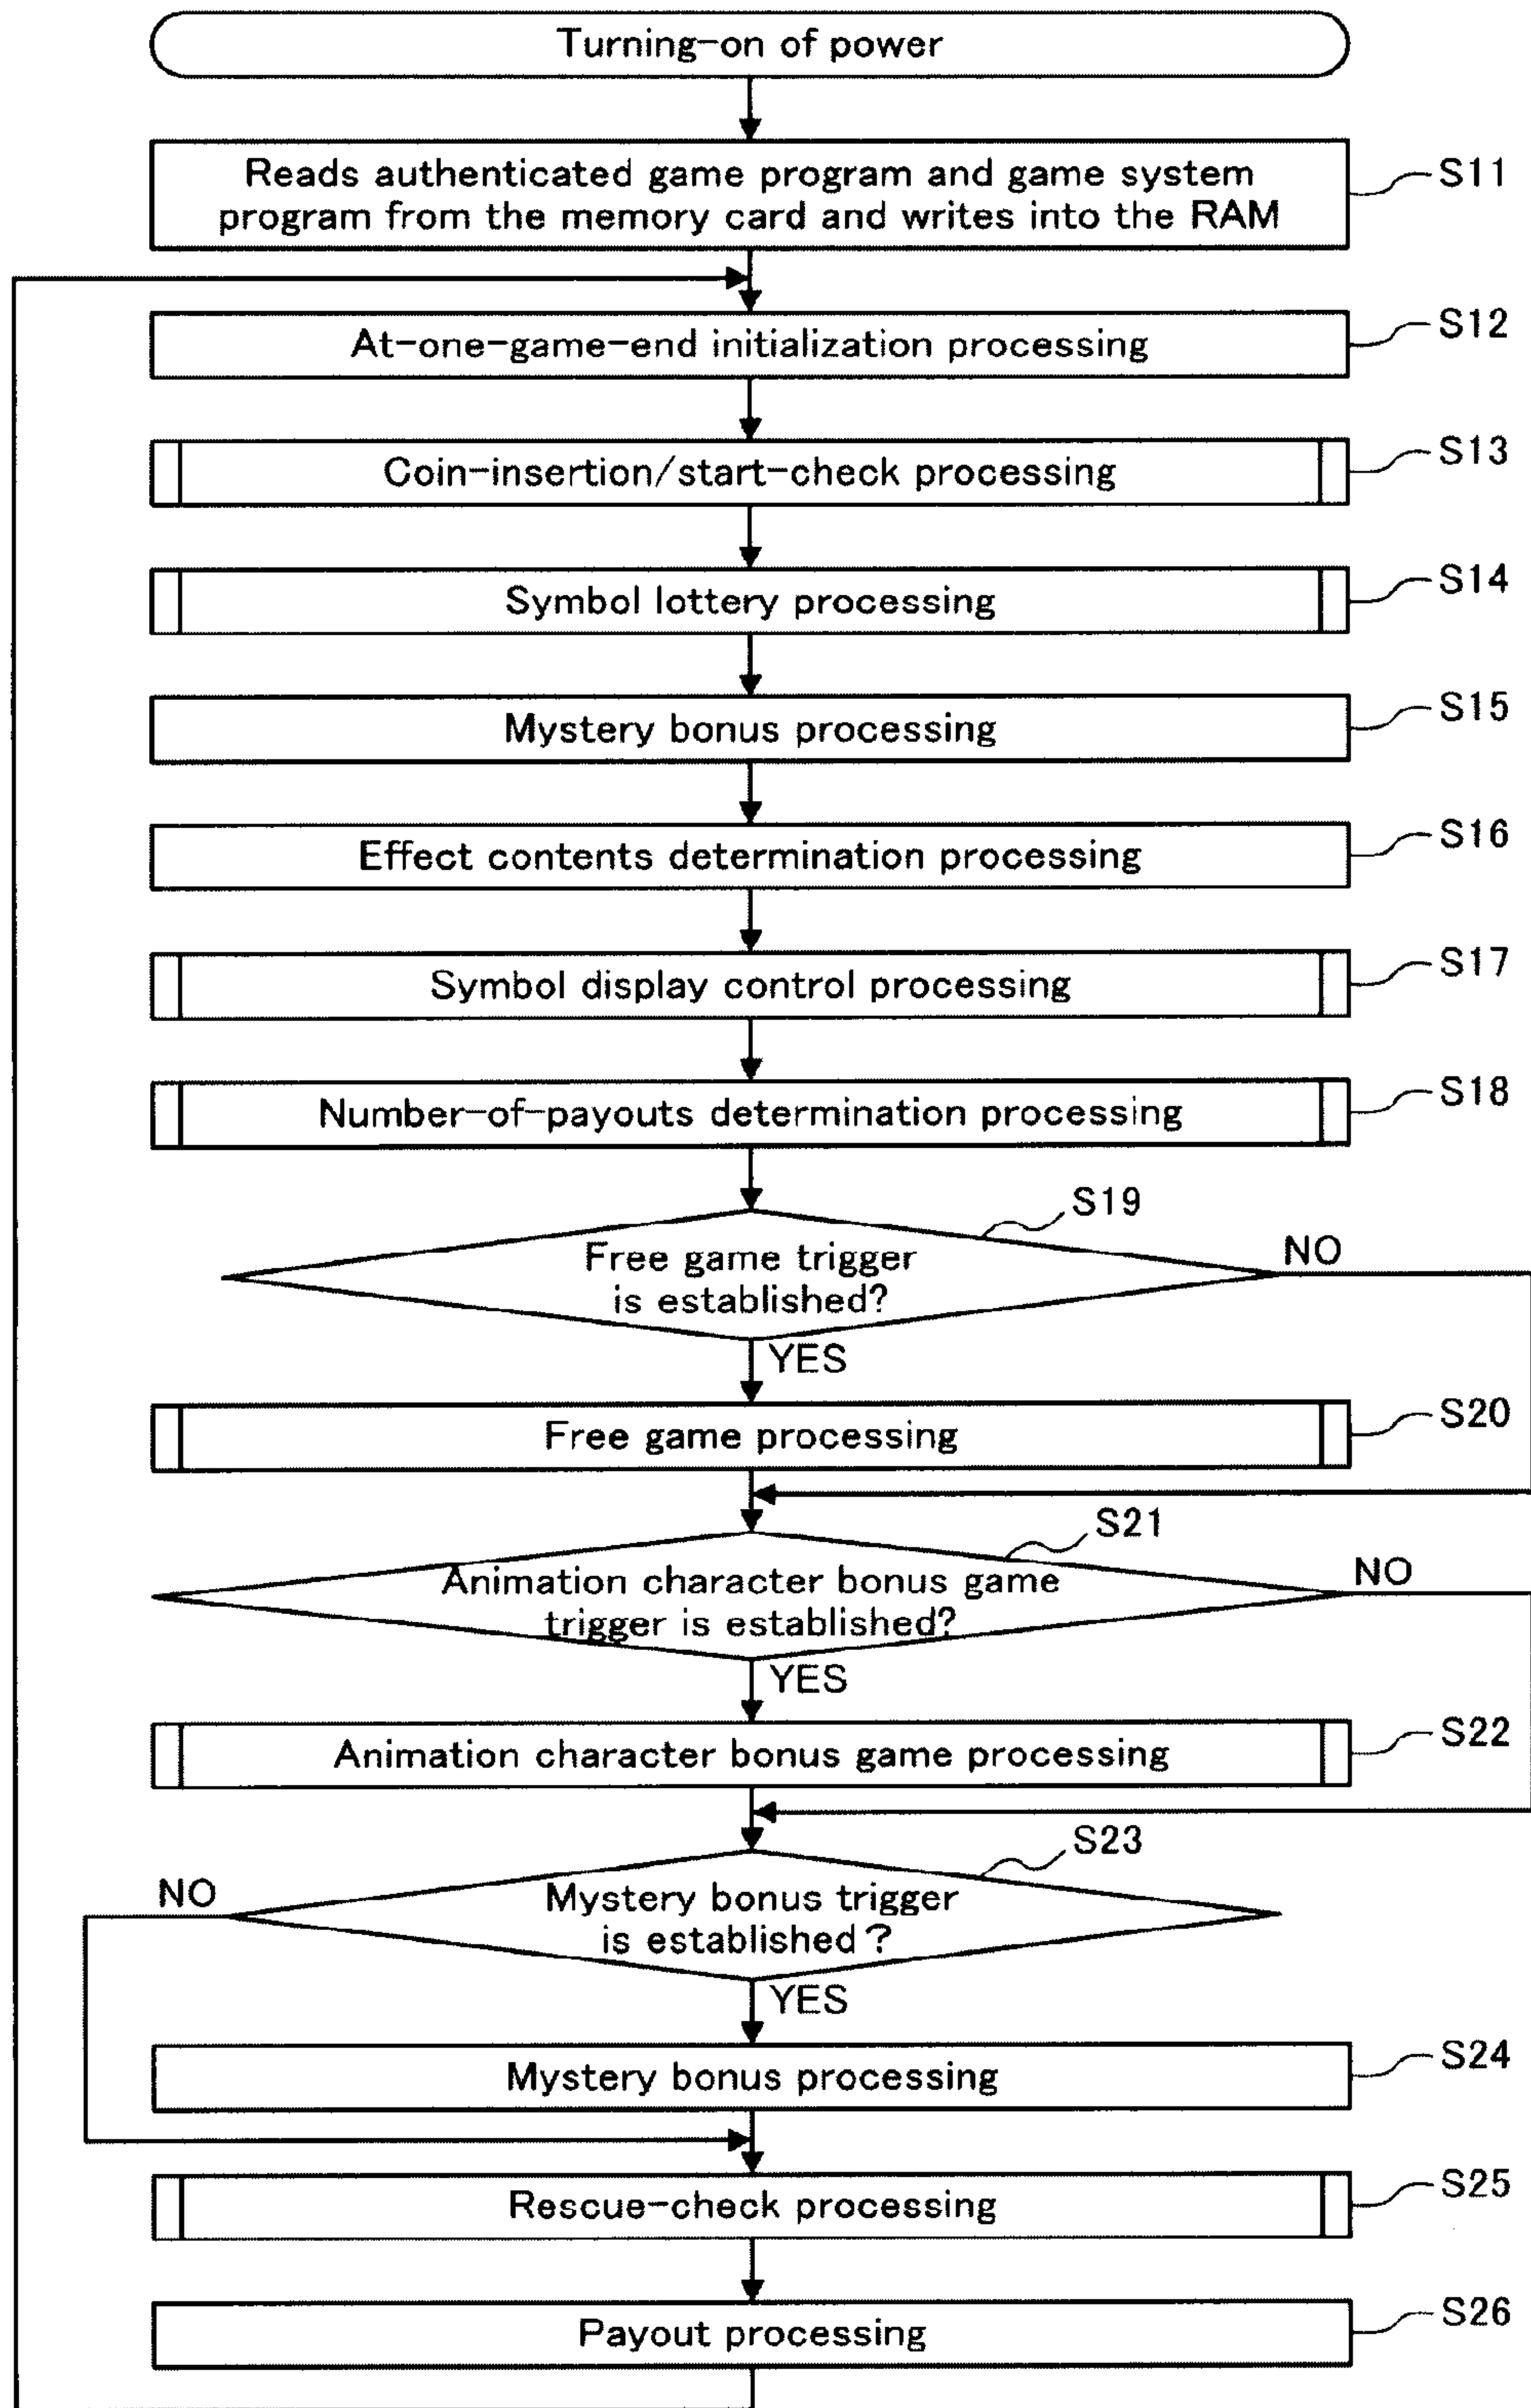 Turning-on of power
Reads authenticated game program and game system
program from the memory card and writes into the RAM
S11
At-one-game-end initialization processing
S12
Coin-insertion/start-check processing
S13
Symbol lottery processing
S14
Mystery bonus processing
S15
Effect contents determination processing
S16
Symbol display control processing
S17
Number-of-payouts determination processing
S18
S19
Free game trigger
is established?
NO
YES
Free game processing
S20
S21
Animation character bonus game
trigger is established?
NO
YES
Animation character bonus game processing
S22
S23
NO
Mystery bonus trigger
is established?
YES
Mystery bonus processing
S24
Rescue-check processing
S25
Payout processing
S26